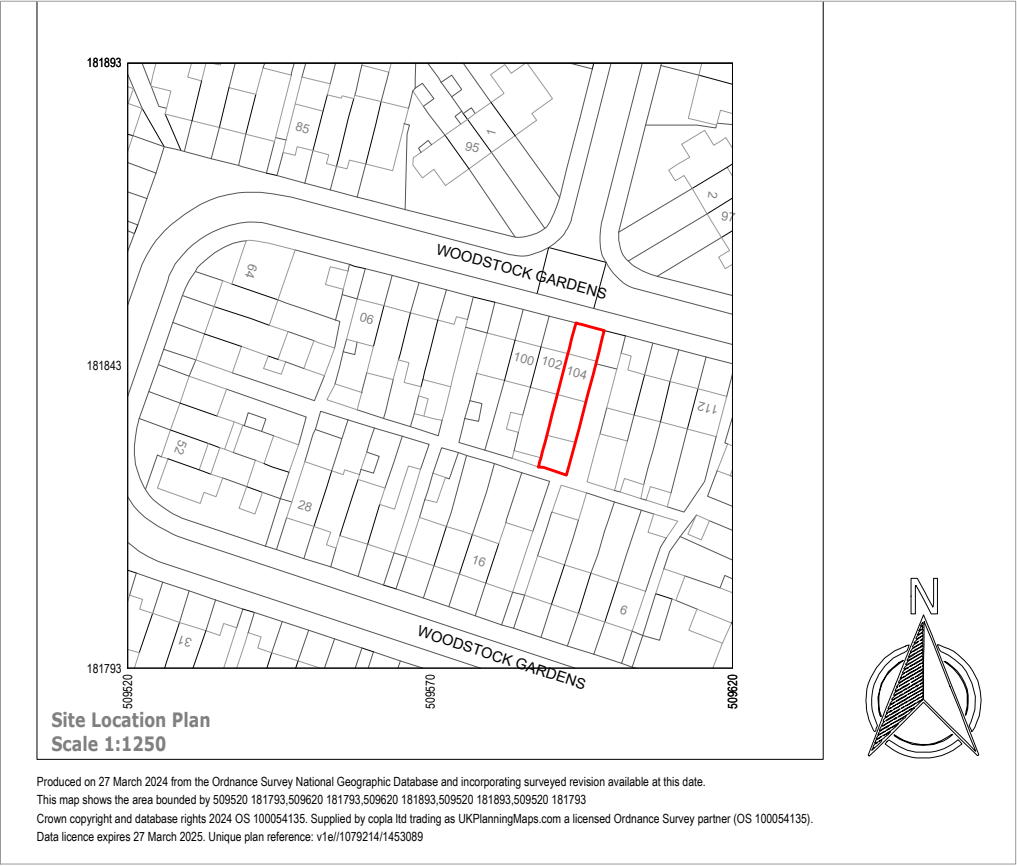 181893
85
95
1
2
97
WOODSTOCK GARDENS
64
90
181843
100
102
104
112
52
28
16
6
31
WOODSTOCK GARDENS
181793
509520
509570
509620
N
Site Location Plan
Scale 1:1250
Produced on 27 March 2024 from the Ordnance Survey National Geographic Database and incorporating surveyed revision available at this date.
This map shows the area bounded by 509520 181793,509620 181793,509620 181893,509520 181893,509520 181793
Crown copyright and database rights 2024 OS 100054135. Supplied by copla ltd trading as UKPlanningMaps.com a licensed Ordnance Survey partner (OS 100054135).
Data licence expires 27 March 2025. Unique plan reference: v1e//1079214/1453089